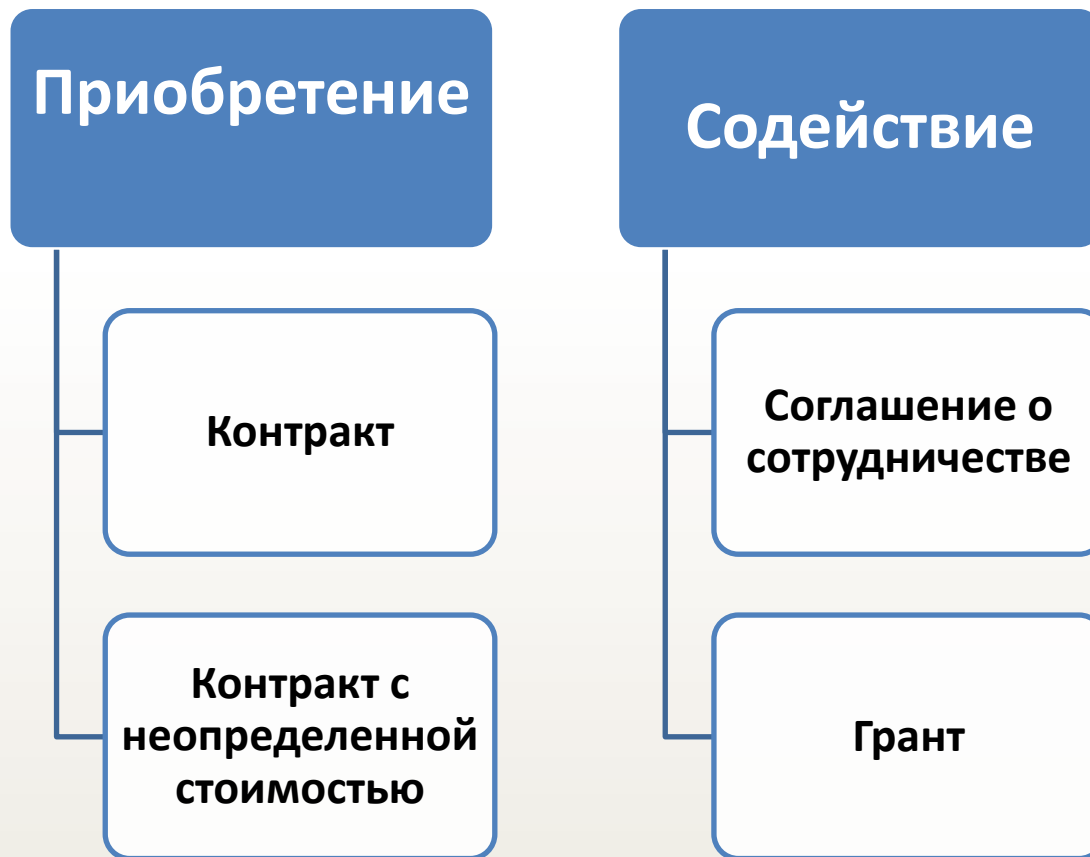 Приобретение
Контракт
Контракт с
неопределенной
стоимостью
Содействие
Соглашение о
сотрудничестве
Грант